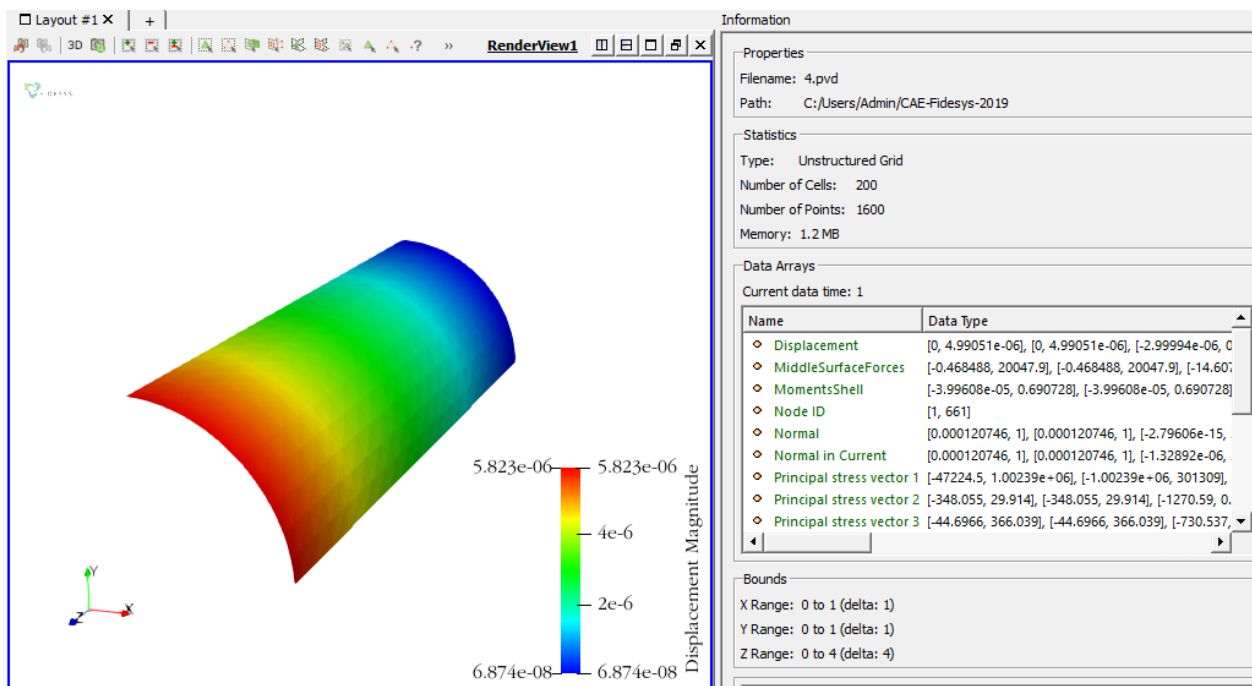 Layout #1
+
Information
3D
»
RenderView1
Properties
Filename: 4.pvd
Path: C:/Users/Admin/CAE-Fidesys-2019
Statistics
Type: Unstructured Grid
Number of Cells: 200
Number of Points: 1600
Memory: 1.2 MB
Data Arrays
Current data time: 1
Name Data Type
Displacement [0, 4.99051e-06], [0, 4.99051e-06], [-2.99994e-06, 0
MiddleSurfaceForces [-0.468488, 20047.9], [-0.468488, 20047.9], [-14.607
MomentsShell [-3.99608e-05, 0.690728], [-3.99608e-05, 0.690728]
Node ID [1, 661]
Normal [0.000120746, 1], [0.000120746, 1], [-2.79606e-15,
Normal in Current [0.000120746, 1], [0.000120746, 1], [-1.32892e-06,
Principal stress vector 1 [-47224.5, 1.00239e+06], [-1.00239e+06, 301309],
Principal stress vector 2 [-348.055, 29.914], [-348.055, 29.914], [-1270.59, 0.
Principal stress vector 3 [-44.6966, 366.039], [-44.6966, 366.039], [-730.537,
Bounds
X Range: 0 to 1 (delta: 1)
Y Range: 0 to 1 (delta: 1)
Z Range: 0 to 4 (delta: 4)
5.823e-06 5.823e-06
4e-6
2e-6
6.874e-08 6.874e-08
Displacement Magnitude
Y
X
Z